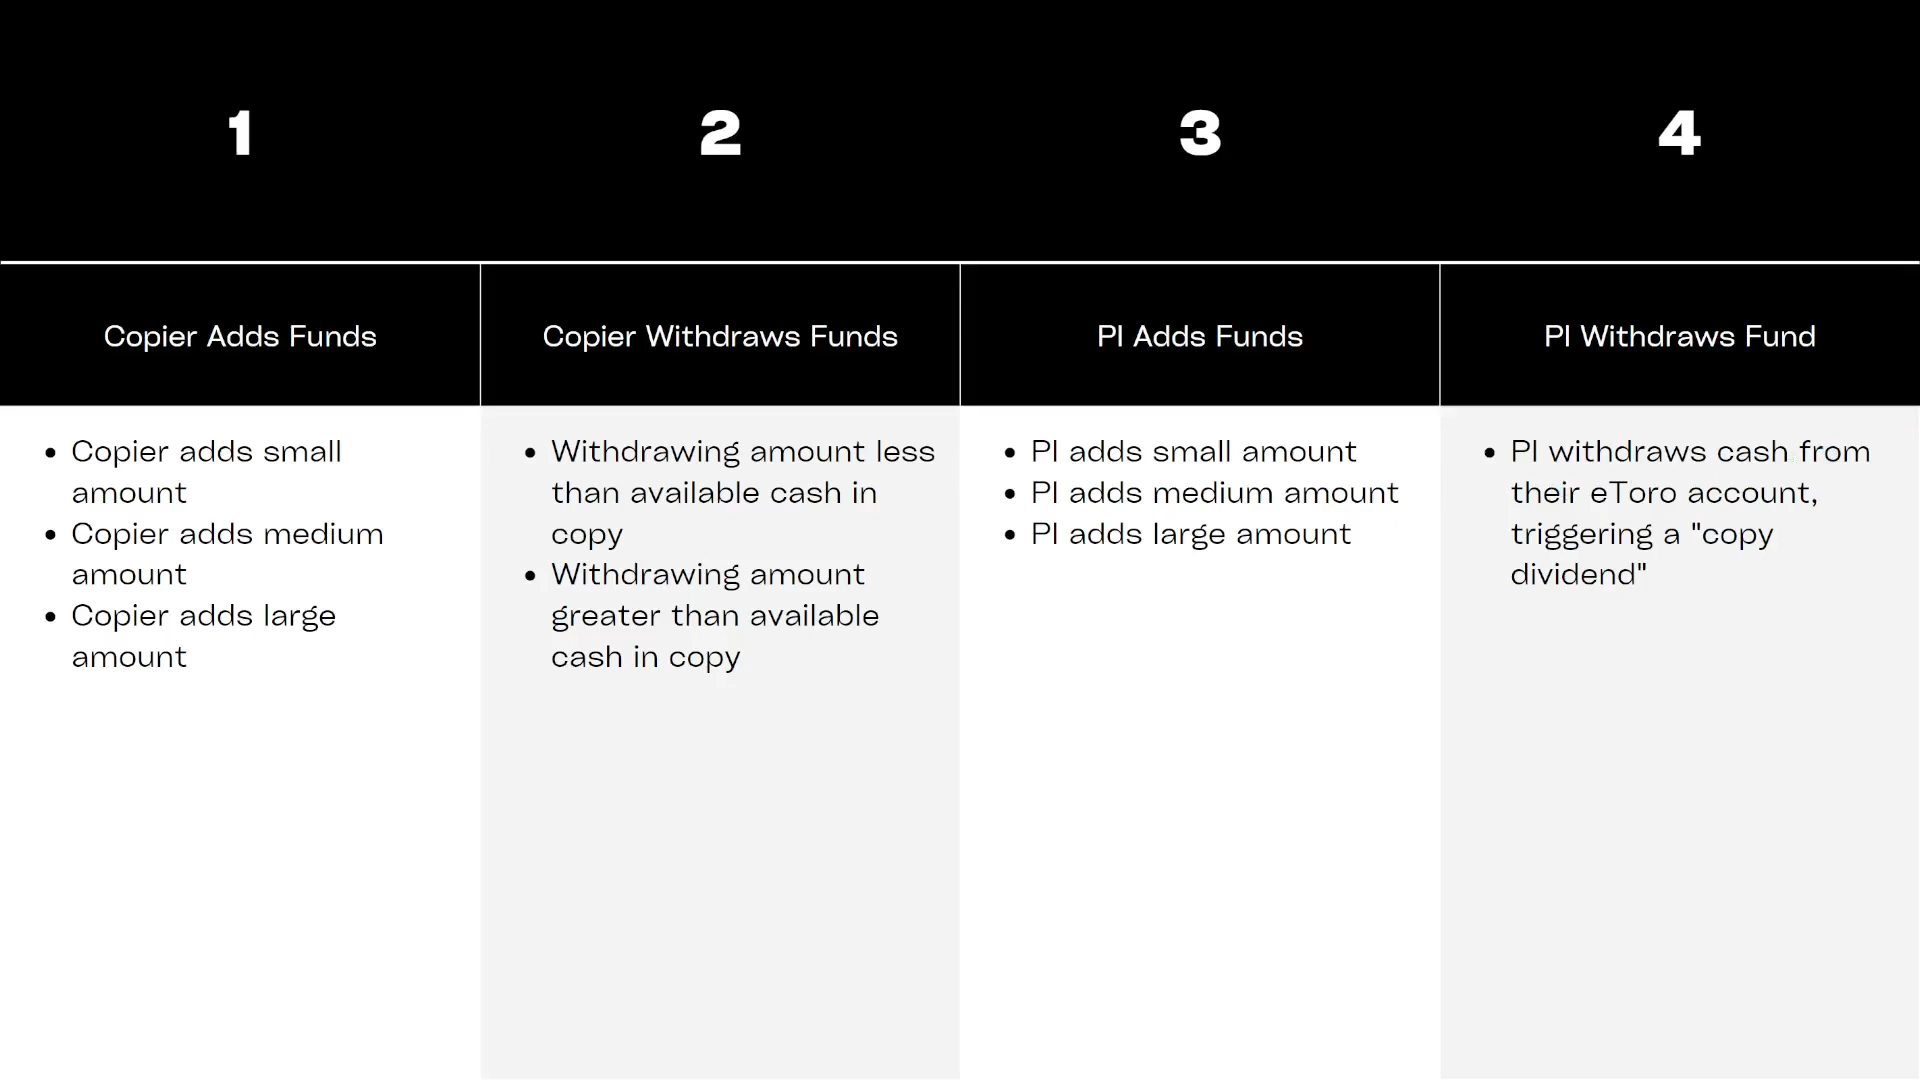 1
2
3
4
Copier Adds Funds
Copier Withdraws Funds
PI Adds Funds
PI Withdraws Fund
• Copier adds small
amount
• Copier adds medium
amount
• Copier adds large
amount
• Withdrawing amount less
than available cash in
copy
• Withdrawing amount
greater than available
cash in copy
• PI adds small amount
• PI adds medium amount
• PI adds large amount
• PI withdraws cash from
their eToro account,
triggering a "copy
dividend"